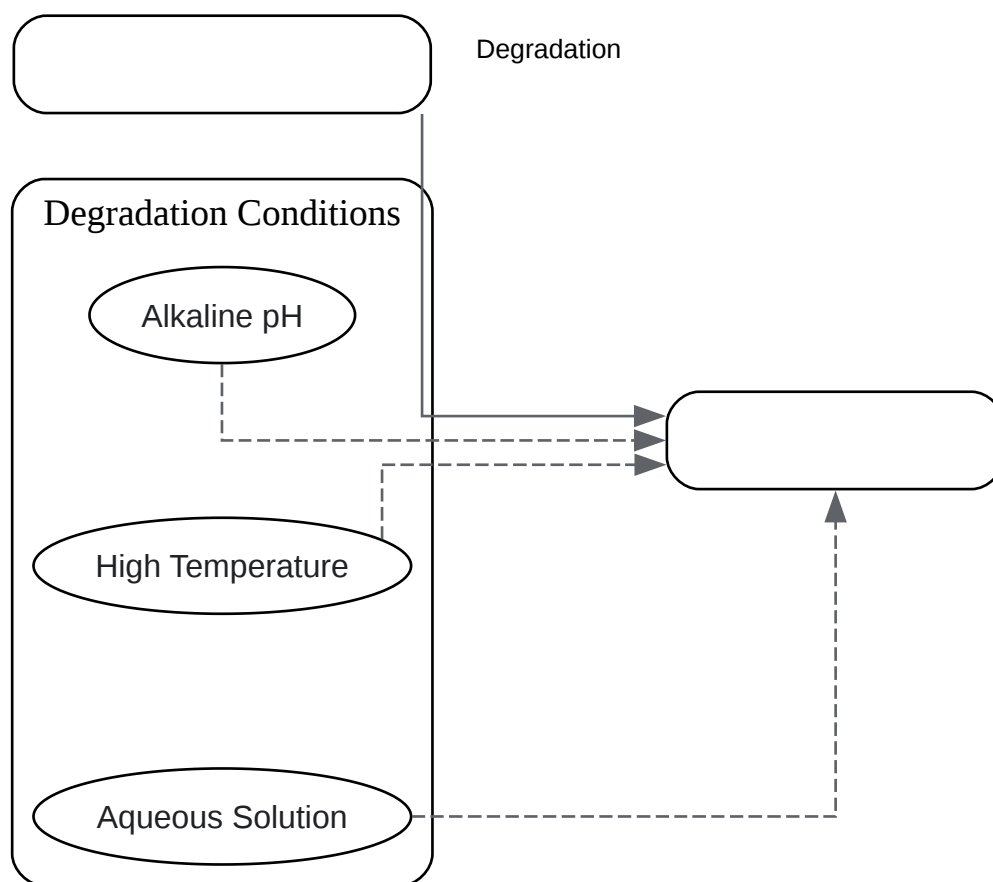 Degradation
Degradation Conditions
Alkaline pH
High Temperature
Aqueous Solution